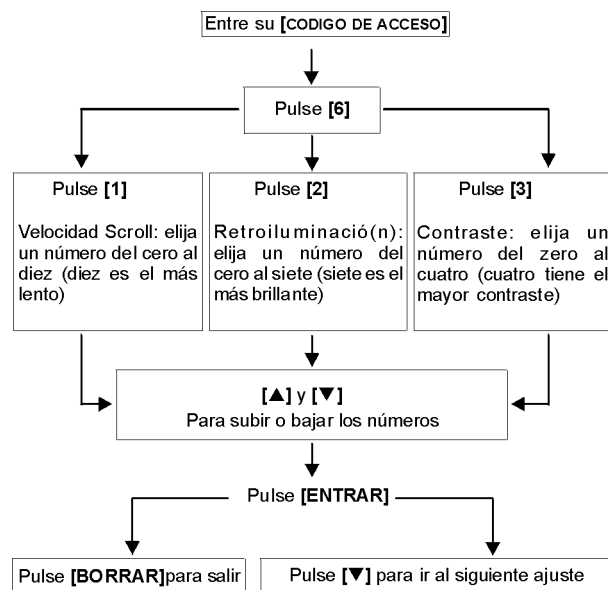 Entre su [CODIGO DE ACCESO]
Pulse [6]
Pulse [1]
Velocidad Scroll: elija
un número del cero al
diez (diez es el más
lento)
Pulse [2]
Retroiluminació(n):
elija un número del
cero al siete (siete es el
más brillante)
Pulse [3]
Contraste: elija un
número del zero al
cuatro (cuatro tiene el
mayor contraste)
[▲] y [▼]
Para subir o bajar los números
Pulse [ENTRAR]
Pulse [BORRAR]para salir
Pulse [▼] para ir al siguiente ajuste